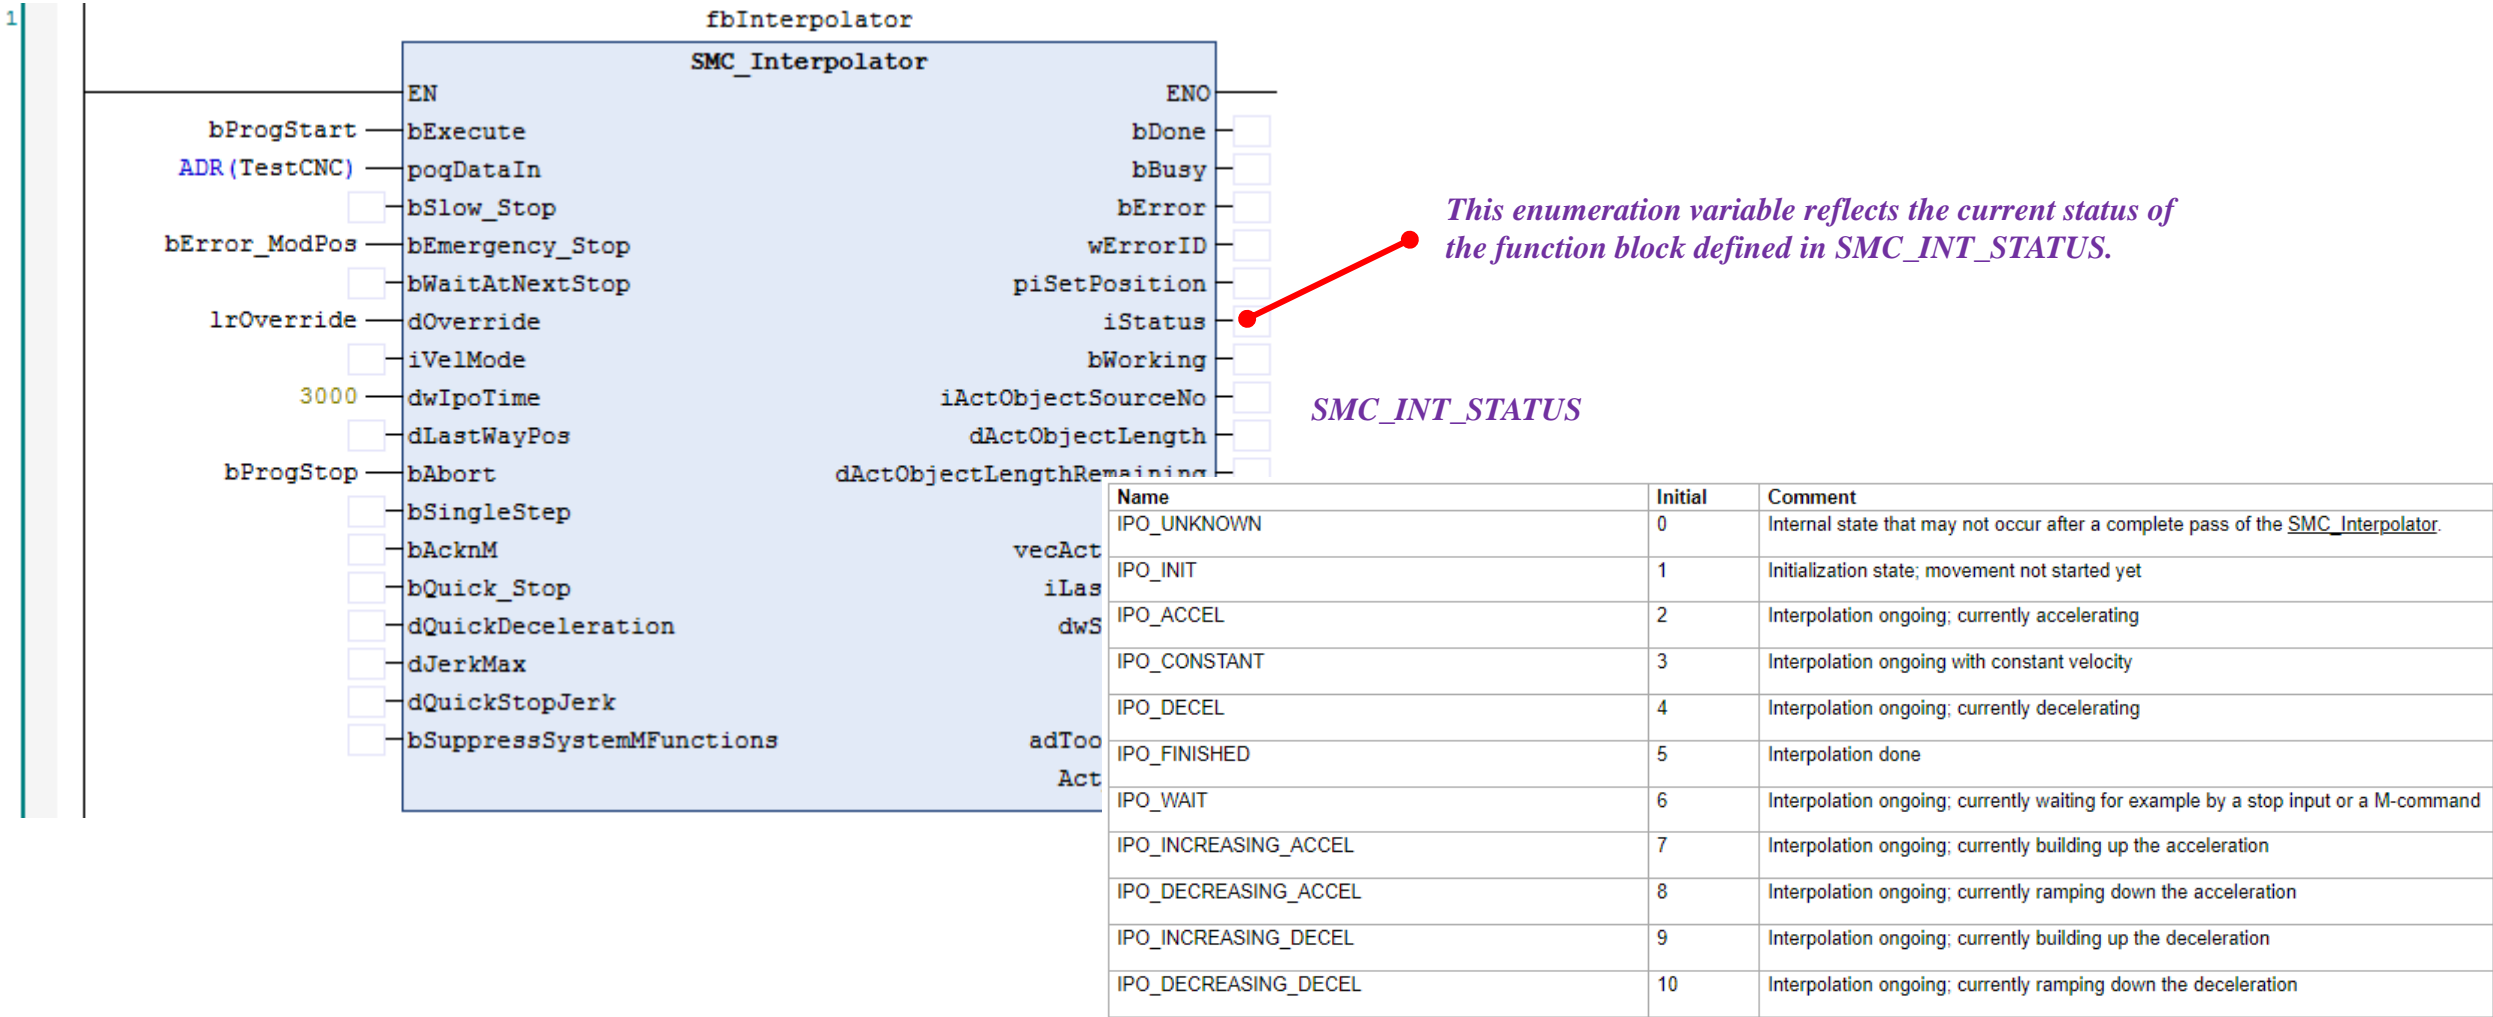 1
fbInterpolator
SMC_Interpolator
EN ENO
bProgStart bExecute bDone
ADR(TestCNC) poqDataIn bBusy
bSlow_Stop bError
bError_ModPos bEmergency_Stop wErrorID
bWaitAtNextStop piSetPosition
lrOverride dOverride iStatus
iVelMode bWorking
3000 dwIpoTime iActObjectSourceNo
dLastWayPos dActObjectLength
bProgStop bAbort dActObjectLengthRemaining
bSingleStep
bAcknM vecAct
bQuick_Stop iLas
dQuickDeceleration dwS
dJerkMax
dQuickStopJerk
bSuppressSystemMFunctions adToo
Act
This enumeration variable reflects the current status of
the function block defined in SMC_INT_STATUS.
SMC_INT_STATUS
Name Initial Comment
IPO_UNKNOWN 0 Internal state that may not occur after a complete pass of the SMC_Interpolator.
IPO_INIT 1 Initialization state; movement not started yet
IPO_ACCEL 2 Interpolation ongoing; currently accelerating
IPO_CONSTANT 3 Interpolation ongoing with constant velocity
IPO_DECEL 4 Interpolation ongoing; currently decelerating
IPO_FINISHED 5 Interpolation done
IPO_WAIT 6 Interpolation ongoing; currently waiting for example by a stop input or a M-command
IPO_INCREASING_ACCEL 7 Interpolation ongoing; currently building up the acceleration
IPO_DECREASING_ACCEL 8 Interpolation ongoing; currently ramping down the acceleration
IPO_INCREASING_DECEL 9 Interpolation ongoing; currently building up the deceleration
IPO_DECREASING_DECEL 10 Interpolation ongoing; currently ramping down the deceleration